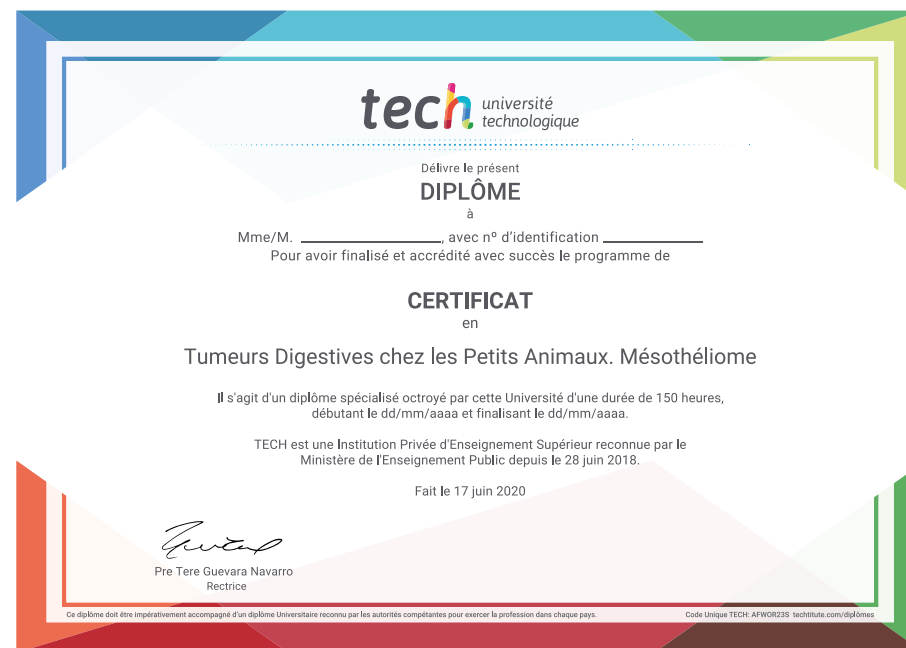 tech université
technologique
Délivre le présent
DIPLÔME
à
Mme/M. ____________________, avec nº d'identification ______________
Pour avoir finalisé et accrédité avec succès le programme de
CERTIFICAT
en
Tumeurs Digestives chez les Petits Animaux. Mésothéliome
Il s'agit d'un diplôme spécialisé octroyé par cette Université d'une durée de 150 heures,
débutant le dd/mm/aaaa et finalisant le dd/mm/aaaa.
TECH est une Institution Privée d'Enseignement Supérieur reconnue par le
Ministère de l'Enseignement Public depuis le 28 juin 2018.
Fait le 17 juin 2020
Pre Tere Guevara Navarro
Rectrice
Ce diplôme doit être impérativement accompagné d'un diplôme Universitaire reconnu par les autorités compétantes pour exercer la profession dans chaque pays.
Code Unique TECH: AFWOR23S techtitute.com/diplômes